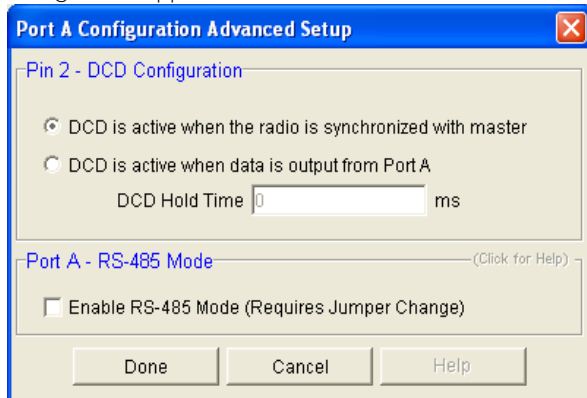 Port A Configuration Advanced Setup
Pin 2 - DCD Configuration
DCD is active when the radio is synchronized with master
DCD is active when data is output from Port A
DCD Hold Time 0 ms
Port A - RS-485 Mode (Click for Help)
Enable RS-485 Mode (Requires Jumper Change)
Done Cancel Help